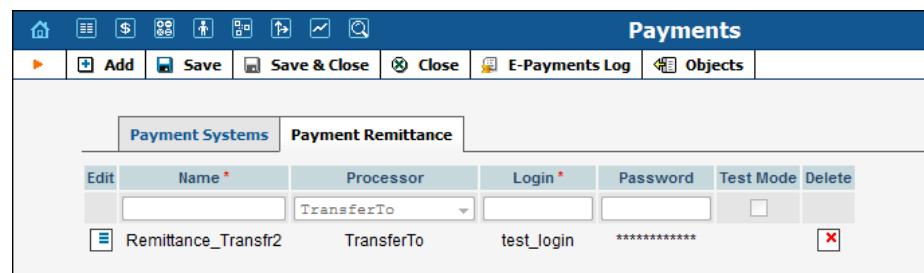 Payments
Add Save Save & Close Close E-Payments Log Objects
Payment Systems Payment Remittance
Edit Name * Processor Login * Password Test Mode Delete
TransferTo
Remittance_Transfr2 TransferTo test_login ************